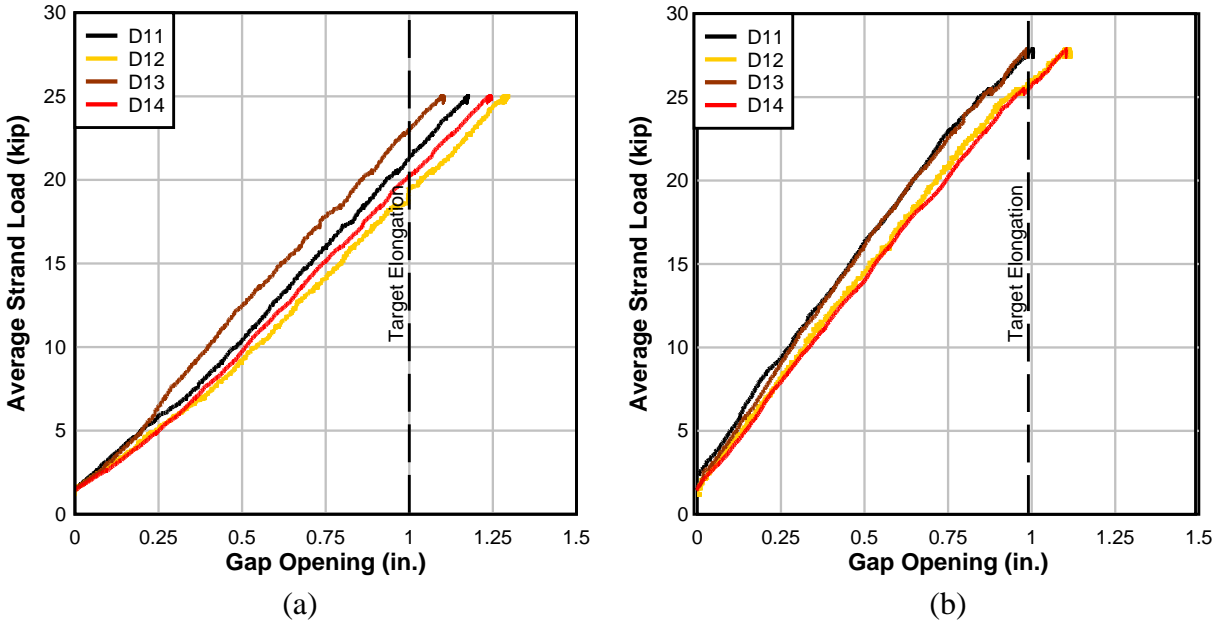 30
25
20
15
10
5
0
Average Strand Load (kip)
D11
D12
D13
D14
Target Elongation
0 0.25 0.5 0.75 1 1.25 1.5
Gap Opening (in.)
(a)
30
25
20
15
10
5
0
Average Strand Load (kip)
D11
D12
D13
D14
Target Elongation
0 0.25 0.5 0.75 1 1.25 1.5
Gap Opening (in.)
(b)